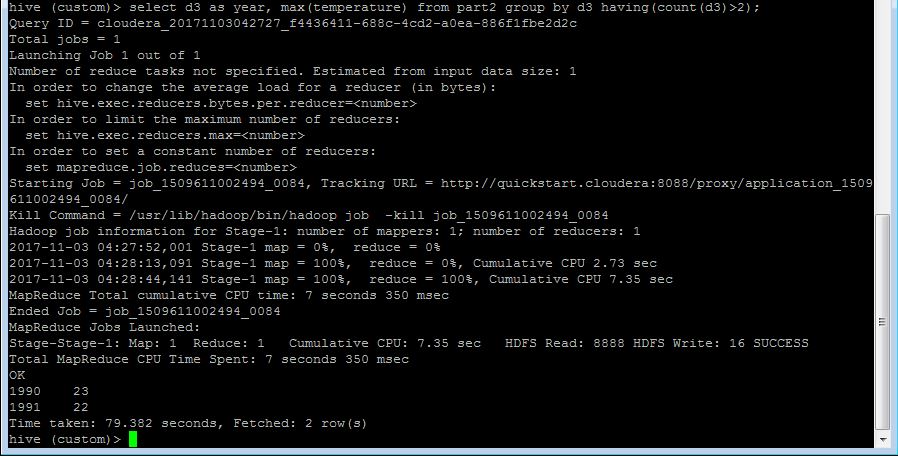 hive (custom)> select d3 as year, max(temperature) from part2 group by d3 having(count(d3)>2);
Query ID = cloudera_20171103042727_f4436411-688c-4cd2-a0ea-886f1fbe2d2c
Total jobs = 1
Launching Job 1 out of 1
Number of reduce tasks not specified. Estimated from input data size: 1
In order to change the average load for a reducer (in bytes):
  set hive.exec.reducers.bytes.per.reducer=<number>
In order to limit the maximum number of reducers:
  set hive.exec.reducers.max=<number>
In order to set a constant number of reducers:
  set mapreduce.job.reduces=<number>
Starting Job = job_1509611002494_0084, Tracking URL = http://quickstart.cloudera:8088/proxy/application_1509
611002494_0084/
Kill Command = /usr/lib/hadoop/bin/hadoop job  -kill job_1509611002494_0084
Hadoop job information for Stage-1: number of mappers: 1; number of reducers: 1
2017-11-03 04:27:52,001 Stage-1 map = 0%,  reduce = 0%
2017-11-03 04:28:13,091 Stage-1 map = 100%,  reduce = 0%, Cumulative CPU 2.73 sec
2017-11-03 04:28:44,141 Stage-1 map = 100%,  reduce = 100%, Cumulative CPU 7.35 sec
MapReduce Total cumulative CPU time: 7 seconds 350 msec
Ended Job = job_1509611002494_0084
MapReduce Jobs Launched:
Stage-Stage-1: Map: 1  Reduce: 1   Cumulative CPU: 7.35 sec   HDFS Read: 8888 HDFS Write: 16 SUCCESS
Total MapReduce CPU Time Spent: 7 seconds 350 msec
OK
1990    23
1991    22
Time taken: 79.382 seconds, Fetched: 2 row(s)
hive (custom)>